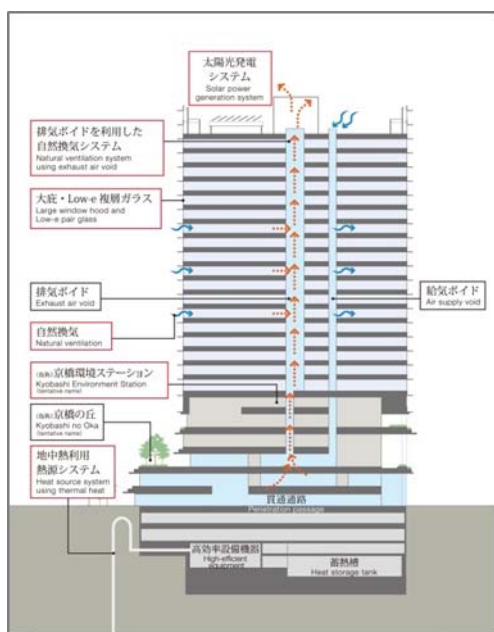 太陽光発電
システム
Solar power
generation system
排気ボイドを利用した
自然換気システム
Natural ventilation system
using exhaust air void
大庇・Low-e 複層ガラス
Large window hood and
Low-e pair glass
排気ボイド
Exhaust air void
給気ボイド
Air supply void
自然換気
Natural ventilation
(仮称)京橋環境ステーション
Kyobashi Environment Station
(tentative name)
(仮称)京橋の丘
Kyobashi no Oka
(tentative name)
地中熱利用
熱源システム
Heat source system
using thermal heat
貫通通路
Penetration passage
高効率設備機器
High-efficient
equipment
蓄熱槽
Heat storage tank